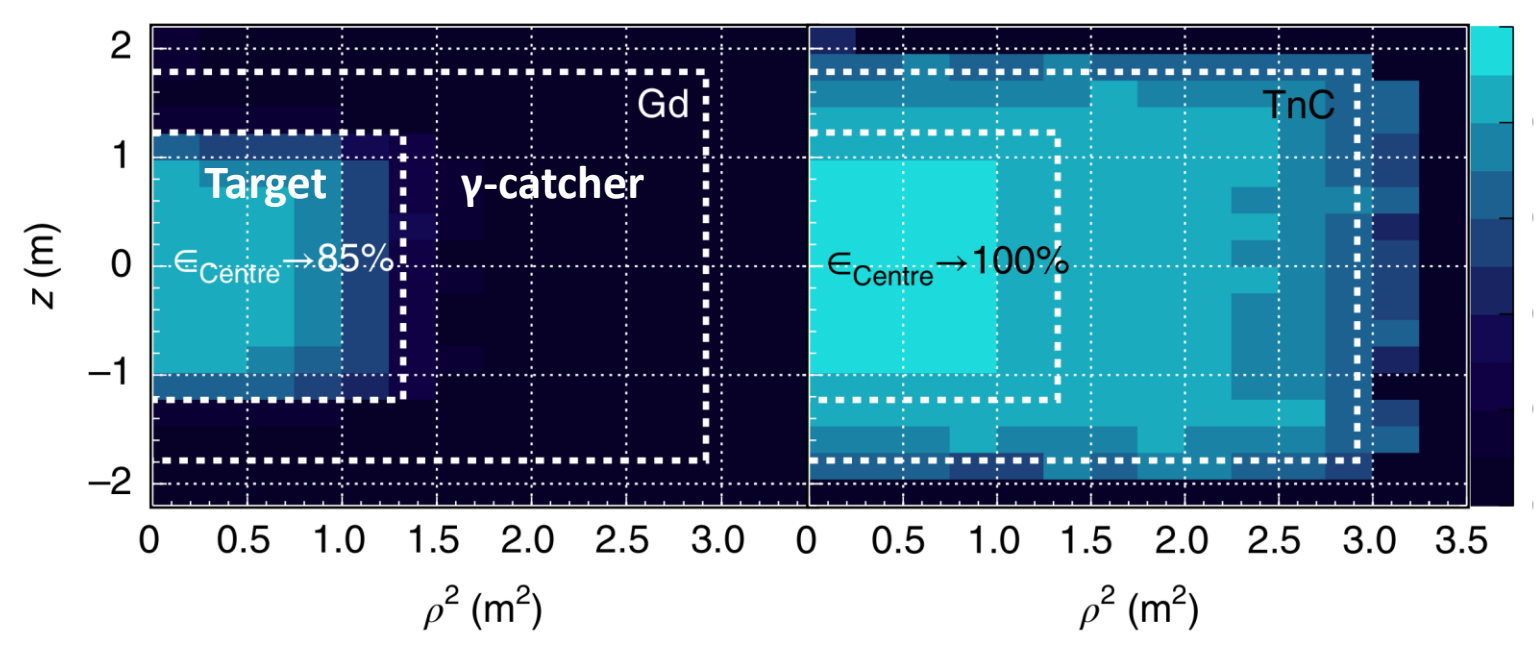 2
1
0
−1
−2
z (m)
Gd
Target
γ-catcher
∈Centre→85%
0 0.5 1.0 1.5 2.0 2.5 3.0
ρ² (m²)
TnC
∈Centre→100%
0 0.5 1.0 1.5 2.0 2.5 3.0 3.5
ρ² (m²)